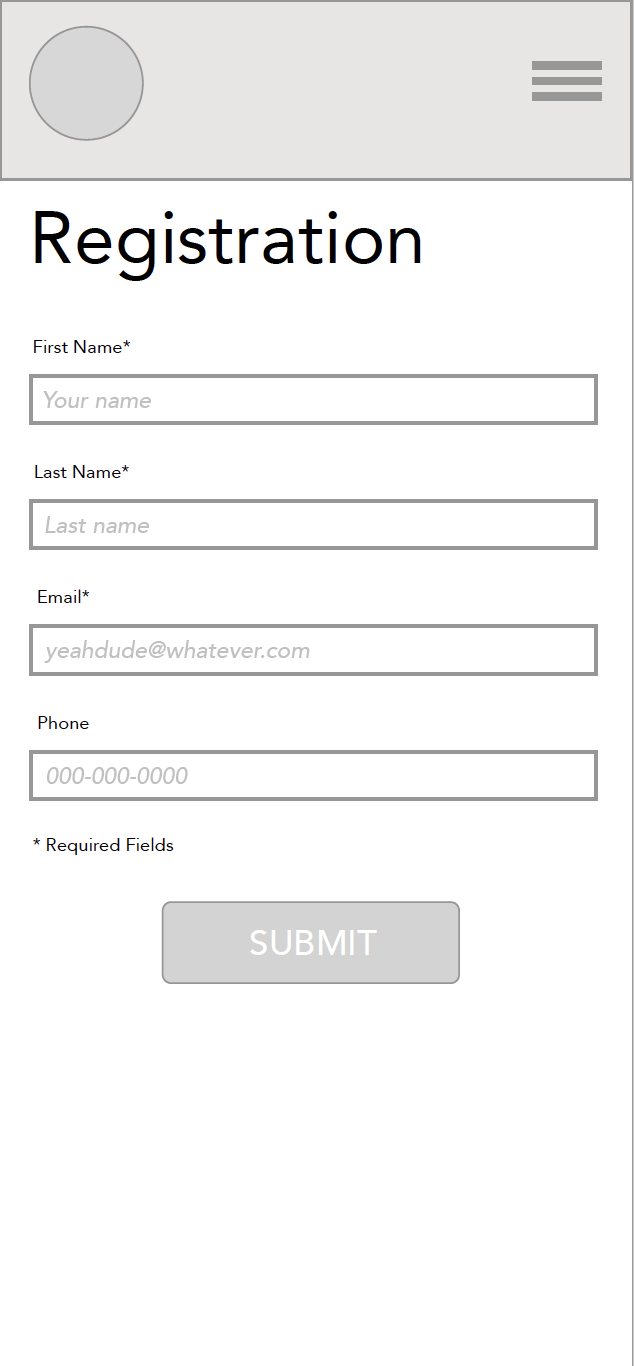 Registration
First Name*
Your name
Last Name*
Last name
Email*
yeahdude@whatever.com
Phone
000-000-0000
* Required Fields
SUBMIT